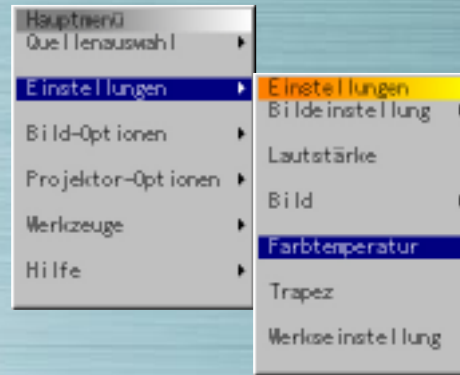 Hauptmenü
Quellenauswahl
Einstellungen
Bild-Optionen
Projektor-Optionen
Werkzeuge
Hilfe
Einstellungen
Bildeinstellung
Lautstärke
Bild
Farbtemperatur
Trapez
Werkseinstellung